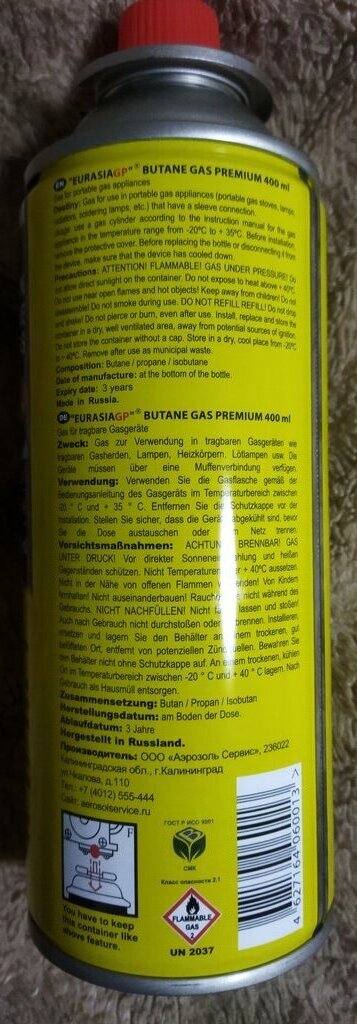 EN "EURASIAGP"® BUTANE GAS PREMIUM 400 ml
Gas for portable gas appliances
Destiny: Gas for use in portable gas appliances (portable gas stoves, lamps,
radiators, soldering lamps, etc.) that have a sleeve connection.
Usage: use a gas cylinder according to the instruction manual for the gas
appliance in the temperature range from -20°C to + 35°C. Before installation,
remove the protective cover. Before replacing the bottle or disconnecting it from
the device, make sure that the device has cooled down.
Precautions: ATTENTION! FLAMMABLE! GAS UNDER PRESSURE! Do
not allow direct sunlight on the container. Do not expose to heat above + 40°C.
Do not use near open flames and hot objects! Keep away from children! Do not
disassemble! Do not smoke during use. DO NOT REFILL REFILL! Do not drop
and shake! Do not pierce or burn, even after use. Install, replace and store the
container in a dry, well ventilated area, away from potential sources of ignition.
Do not store the container without a cap. Store in a dry, cool place from -20°C
to + 40°C. Remove after use as municipal waste.
Composition: Butane / propane / isobutane
Date of manufacture: at the bottom of the bottle.
Expiry date: 3 years
Made in Russia.
DE "EURASIAGP"® BUTANE GAS PREMIUM 400 ml
Gas für tragbare Gasgeräte
Zweck: Gas zur Verwendung in tragbaren Gasgeräten wie
tragbaren Gasherden, Lampen, Heizkörpern, Lötlampen usw. Die
Geräte müssen über eine Muffenverbindung verfügen.
Verwendung: Verwenden Sie die Gasflasche gemäß der
Bedienungsanleitung des Gasgeräts im Temperaturbereich zwischen
-20 ° C und + 35 ° C. Entfernen Sie die Schutzkappe vor der
Installation. Stellen Sie sicher, dass die Gerät abgekühlt sind, bevor
Sie die Dose austauschen oder Netz trennen.
Vorsichtsmaßnahmen: ACHTUNG BRENNBAR! GAS
UNTER DRUCK! Vor direkter Sonnen hlung und heißen
Gegenständen schützen. Nicht Temperaturen er + 40°C aussetzen.
Nicht in der Nähe von offenen Flammen verwenden! Von Kindern
fernhalten! Nicht auseinanderbauen! Rauchen e nicht während des
Gebrauchs. NICHT NACHFÜLLEN! Nicht lassen und stoßen!
Auch nach Gebrauch nicht durchstoßen oder brennen. Installieren,
ersetzen und lagern Sie den Behälter an einem trockenen, gut
belüfteten Ort, entfernt von potenziellen Zündquellen. Bewahren Sie
den Behälter nicht ohne Schutzkappe auf. An einem trockenen, kühlen
Ort im Temperaturbereich zwischen -20 ° C und + 40 ° C lagern. Nach
Gebrauch als Hausmüll entsorgen.
Zusammensetzung: Butan / Propan / Isobutan
Herstellungsdatum: am Boden der Dose.
Ablaufdatum: 3 Jahre
Hergestellt in Russland.
Производитель: ООО «Аэрозоль Сервис», 236022
Калининградская обл., г.Калининград
ул.Чкалова, д.110
Тел.: +7 (4012) 555-444
Сайт: aerosolservice.ru
F
You have to keep
this container like
above feature.
ГОСТ Р ИСО 9001
СМК
Класс опасности 2.1
FLAMMABLE
GAS
2
UN 2037
4 627164 060013 >